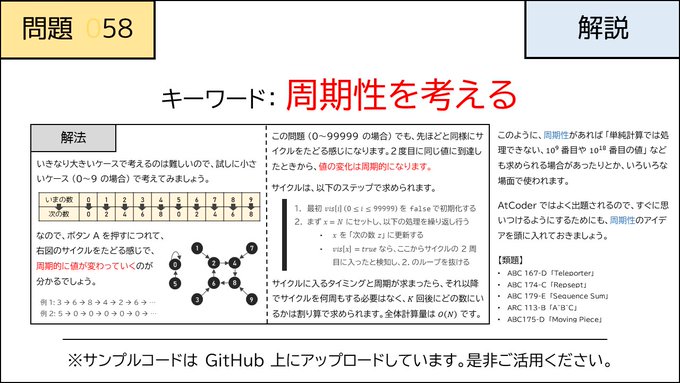 問題 058
解説
キーワード: 周期性を考える
解法
いきなり大きいケースで考えるのは難しいので、試しに小さ
いケース (0~9 の場合) で考えてみましょう。
いまの数 0 1 2 3 4 5 6 7 8 9
次の数 0 2 4 6 8 0 2 4 6 8
なので、ボタン A を押すにつれて、
右図のサイクルをたどる感じで、
周期的に値が変わっていくのが
分かるでしょう。
例 1: 3 → 6 → 8 → 4 → 2 → 6 → …
例 2: 5 → 0 → 0 → 0 → 0 → 0 → …
1 4 7
0 2 4
5 6 8
3 6 9
この問題 (0~99999 の場合) でも、先ほどと同様にサ
イクルをたどる感じになります。2 度目に同じ値に到達し
たときから、値の変化は周期的になります。
サイクルは、以下のステップで求められます。
1. 最初 vis[i] (0 ≤ i ≤ 99999) を falseで初期化する
2. まず x = N にセットし、以下の処理を繰り返し行う
• x を 「次の数 z」 に更新する
• vis[x] = true なら、ここからサイクルの 2 周
目に入ったと検知し、2. のループを抜ける
サイクルに入るタイミングと周期が求まったら、それ以降
でサイクルを何周もする必要はなく、K 回後にどの数にい
るかは割り算で求められます。全体計算量は O(N) です。
このように、周期性があれば「単純計算では処
理できない、10⁹ 番目や 10¹⁸ 番目の値」など
も求められる場合があったりとか、いろいろな
場面で使われます。
AtCoder ではよく出題されるので、すぐに思
いつけるようにするためにも、周期性のアイデ
アを頭に入れておきましょう。
【類題】
• ABC 167-D 「Teleporter」
• ABC 174-C 「Repsept」
• ABC 179-E 「Sequence Sum」
• ARC 113-B 「A^B^C」
• ABC175-D 「Moving Piece」
※サンプルコードは GitHub 上にアップロードしています。是非ご活用ください。